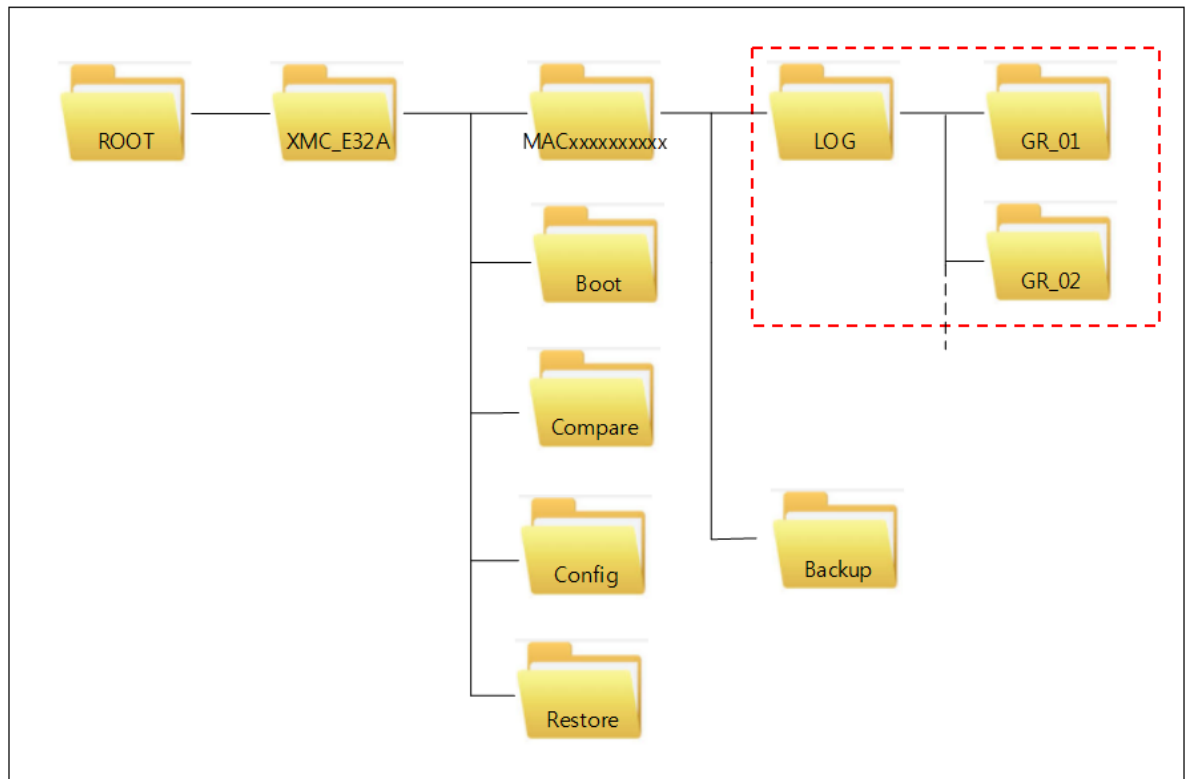 ROOT
XMC_E32A
MACxxxxxxxxxx
LOG
GR_01
Boot
GR_02
Compare
Config
Backup
Restore